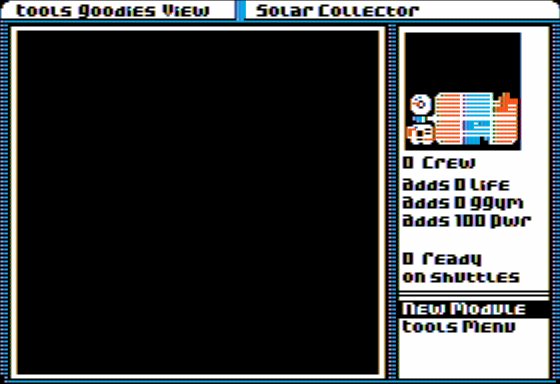 tools goodies View
Solar Collector
0 Crew
adds 0 life
adds 0 ggym
adds 100 pwr
0 ready
on shuttles
New Module
tools Menu